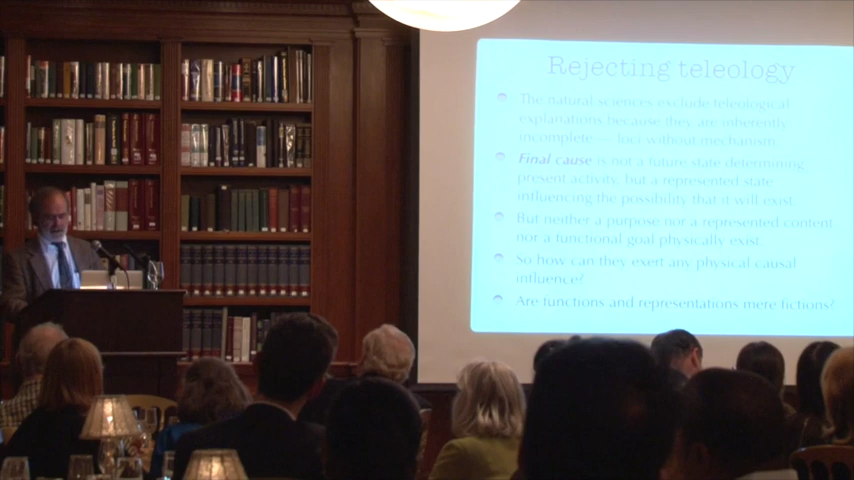 Rejecting teleology
The natural sciences exclude teleological
explanations because they are inherently
incomplete — loci without mechanism.
Final cause is not a future state determining
present activity, but a represented state
influencing the possibility that it will exist.
But neither a purpose nor a represented content
nor a functional goal physically exist.
So how can they exert any physical causal
influence?
Are functions and representations mere fictions?